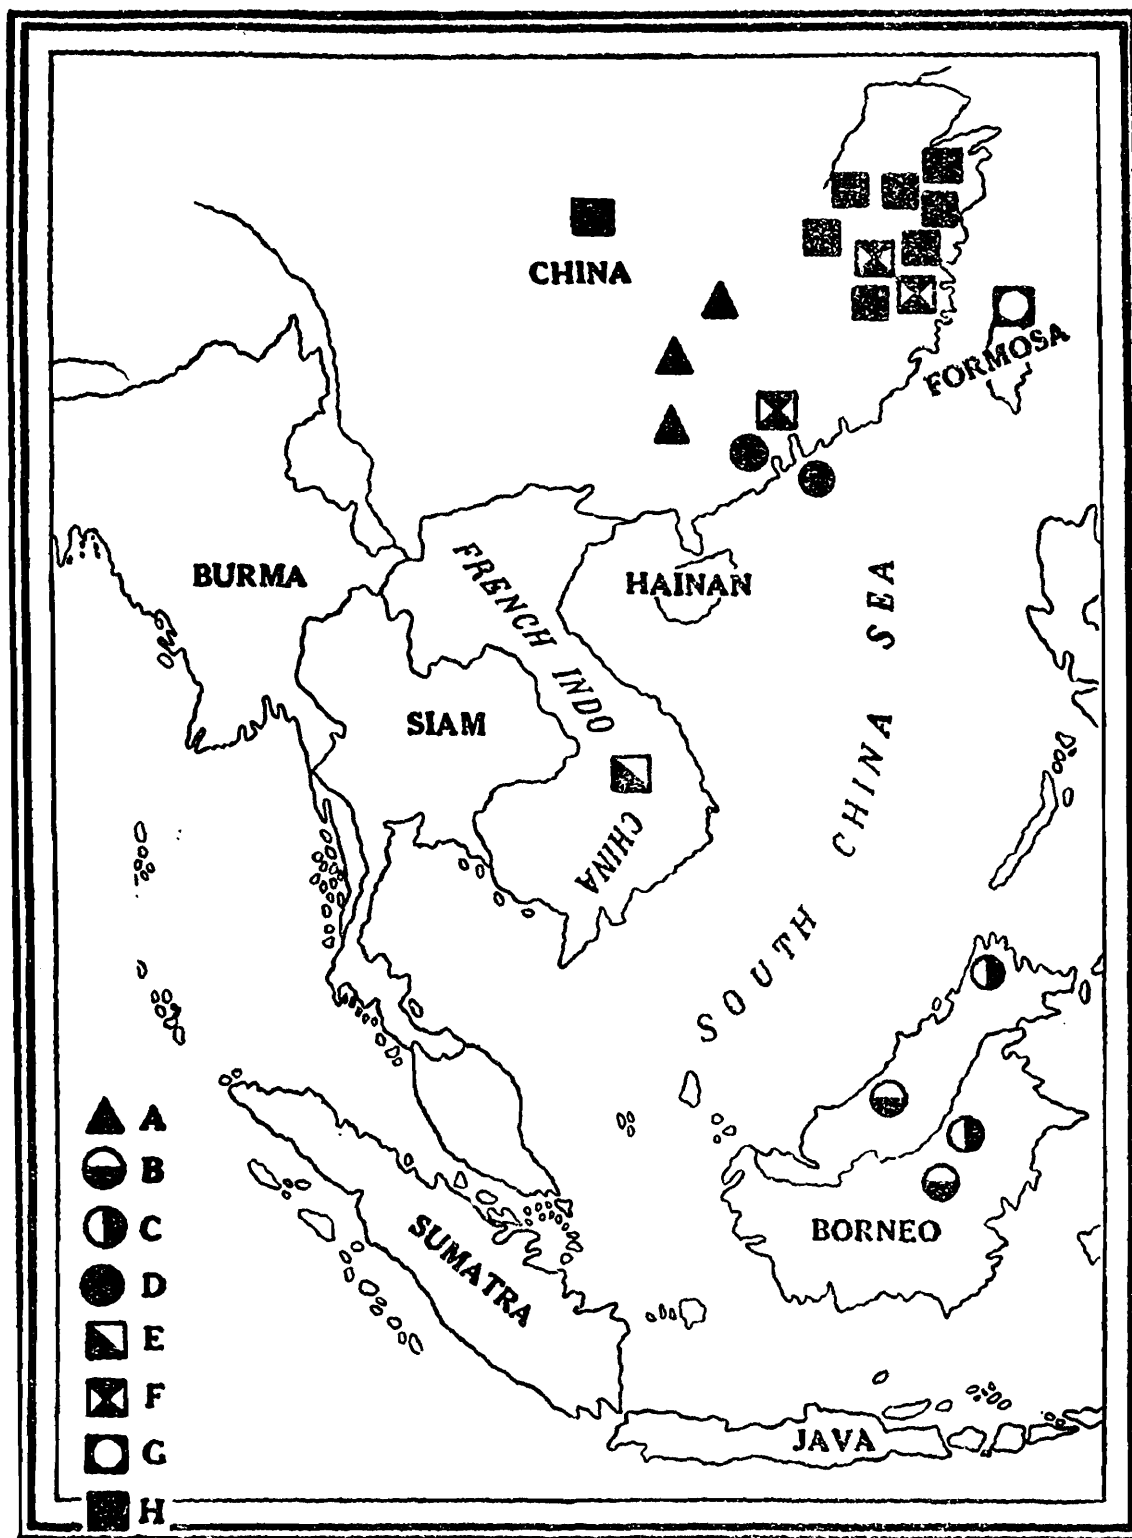 CHINA
FORMOSA
BURMA
FRENCH INDO CHINA
HAINAN
SIAM
SOUTH CHINA SEA
A
B
C
D
E
F
G
H
SUMATRA
BORNEO
JAVA